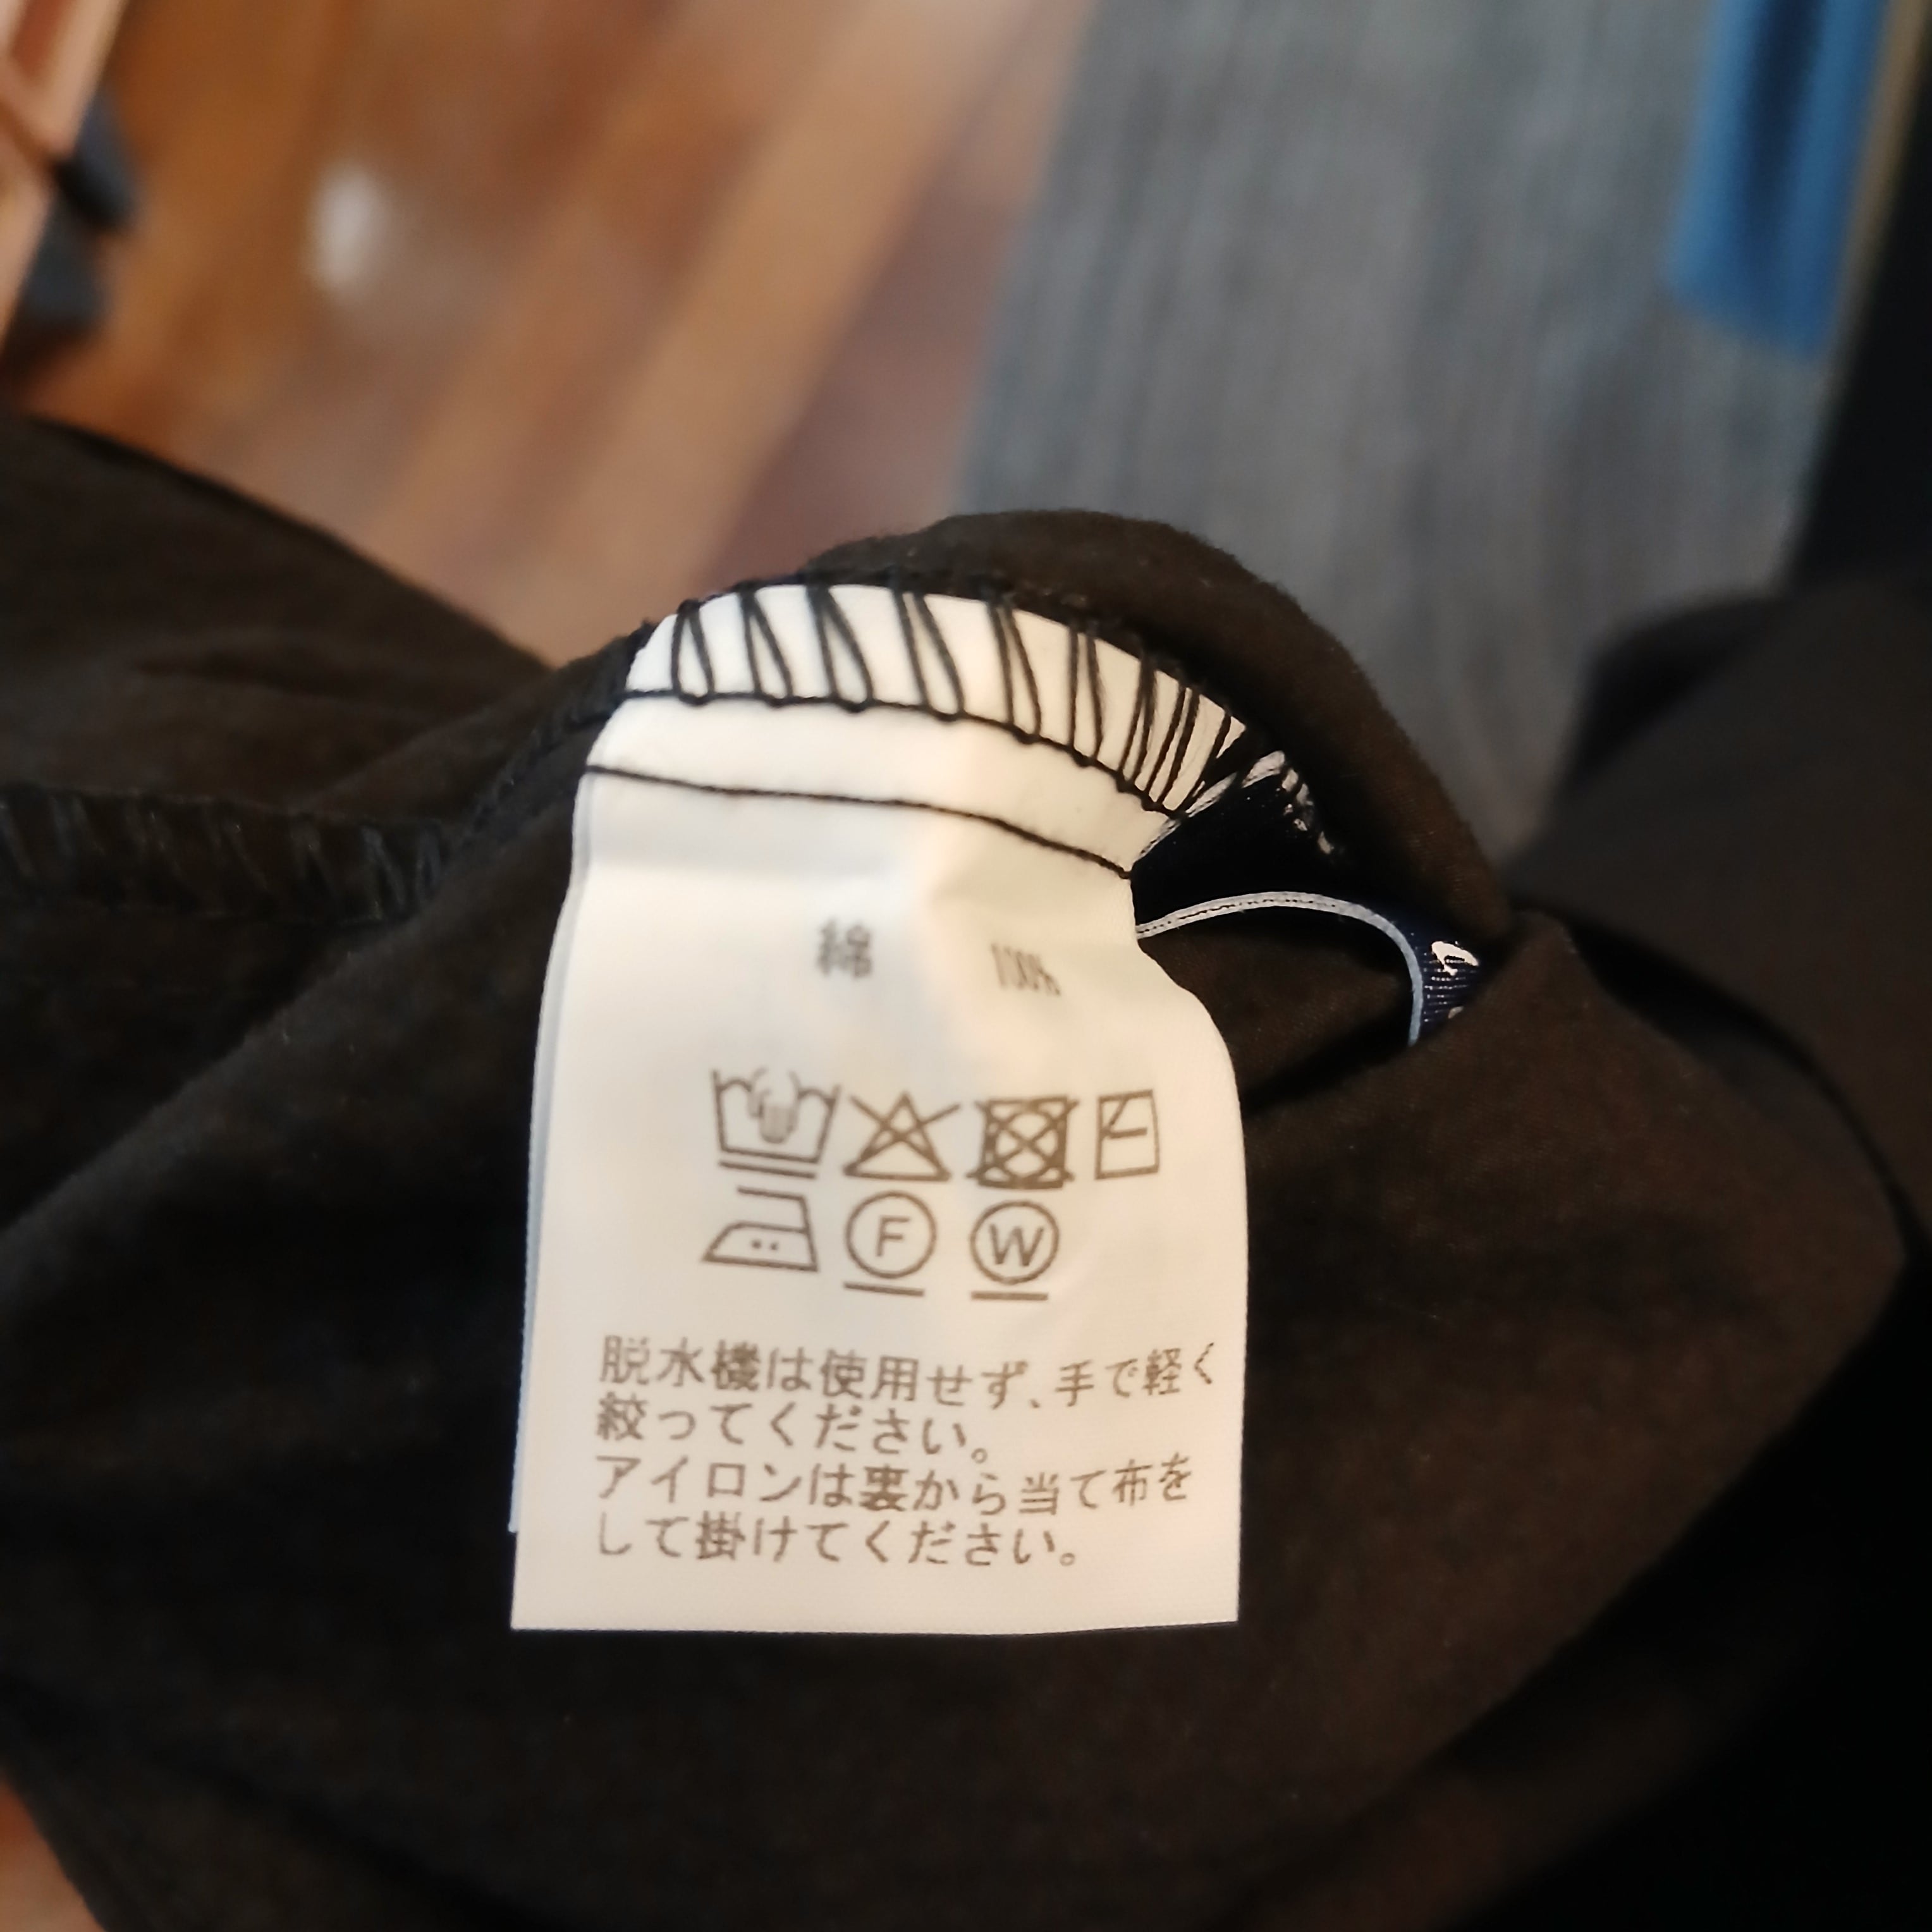 綿 100%
F W
脱水機は使用せず、手で軽く
絞ってください。
アイロンは裏から当て布を
して掛けてください。